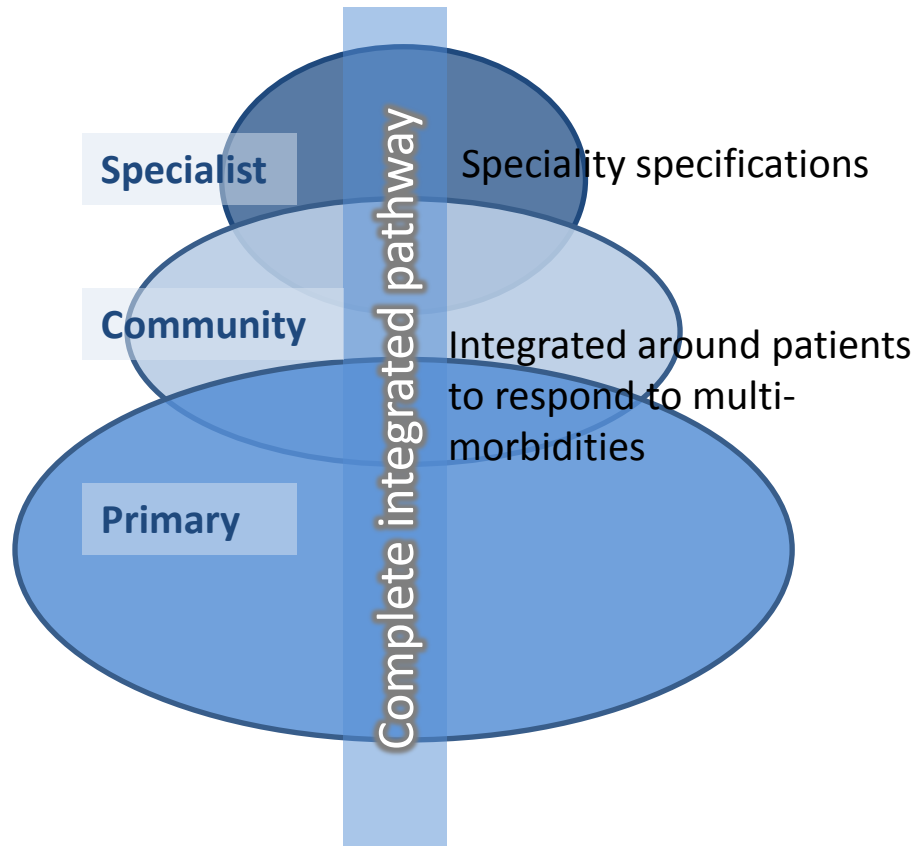 Specialist
Speciality specifications
Community
Integrated around patients
to respond to multi-
morbidities
Primary
Complete integrated pathway